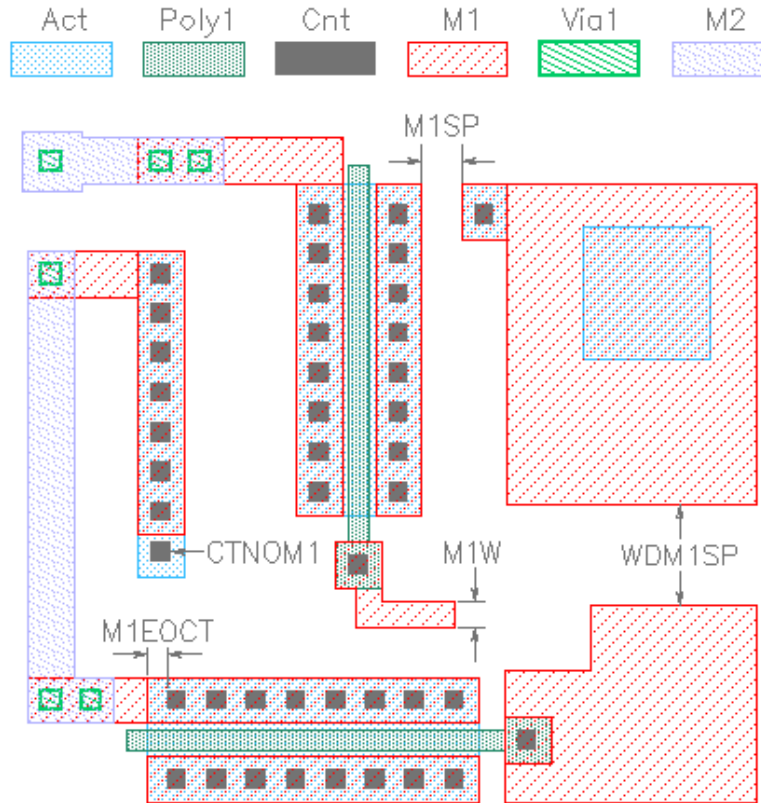 Act Poly1 Cnt M1 Via1 M2
M1SP
CTNOM1
M1W
WDM1SP
M1EOCT